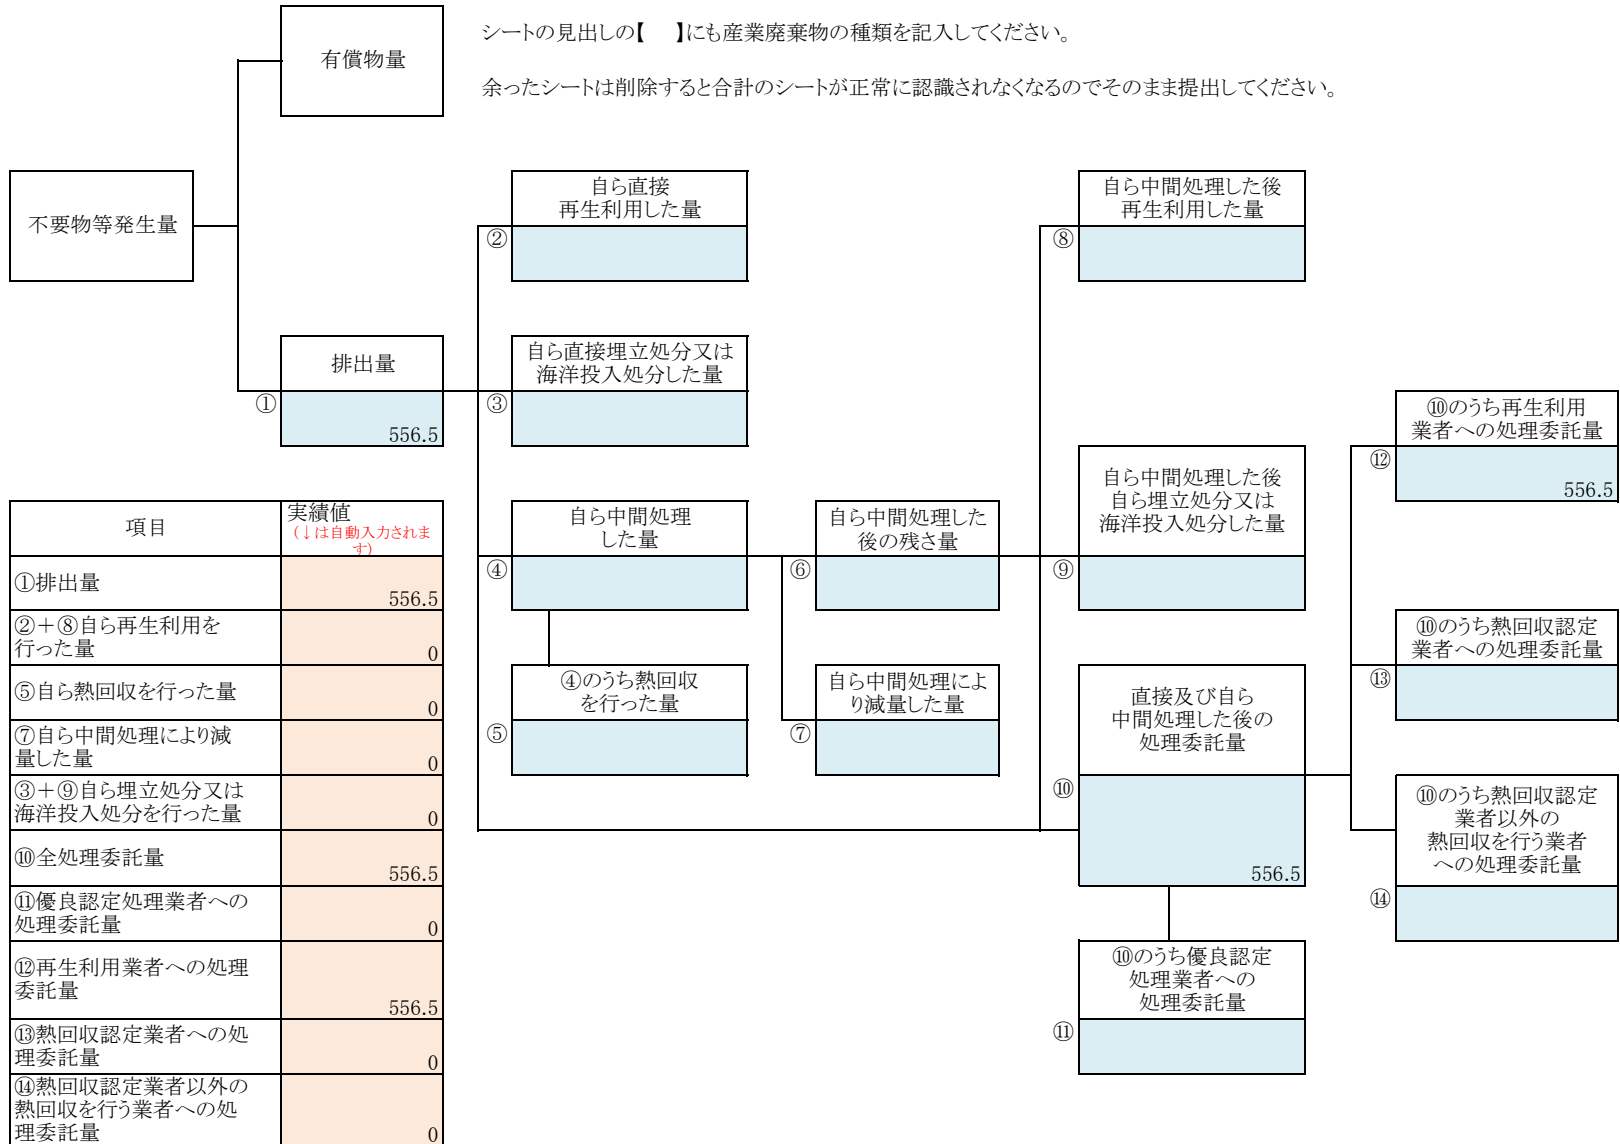 有償物量
シートの見出しの【　】にも産業廃棄物の種類を記入してください。
余ったシートは削除すると合計のシートが正常に認識されなくなるのでそのまま提出してください。
不要物等発生量
自ら直接
再生利用した量
②
自ら中間処理した後
再生利用した量
⑧
排出量
①
556.5
自ら直接埋立処分又は
海洋投入処分した量
③
⑩のうち再生利用
業者への処理委託量
⑫
556.5
自ら中間処理
した量
④
自ら中間処理した
後の残さ量
⑥
自ら中間処理した後
自ら埋立処分又は
海洋投入処分した量
⑨
⑩のうち熱回収認定
業者への処理委託量
⑬
④のうち熱回収
を行った量
⑤
自ら中間処理によ
り減量した量
⑦
直接及び自ら
中間処理した後の
処理委託量
⑩
556.5
⑩のうち熱回収認定
業者以外の
熱回収を行う業者
への処理委託量
⑭
⑩のうち優良認定
処理業者への
処理委託量
⑪
項目
実績値
(↓は自動入力されま
す)
①排出量
556.5
②＋⑧自ら再生利用を
行った量
0
⑤自ら熱回収を行った量
0
⑦自ら中間処理により減
量した量
0
③＋⑨自ら埋立処分又は
海洋投入処分を行った量
0
⑩全処理委託量
556.5
⑪優良認定処理業者への
処理委託量
0
⑫再生利用業者への処理
委託量
556.5
⑬熱回収認定業者への処
理委託量
0
⑭熱回収認定業者以外の
熱回収を行う業者への処
理委託量
0